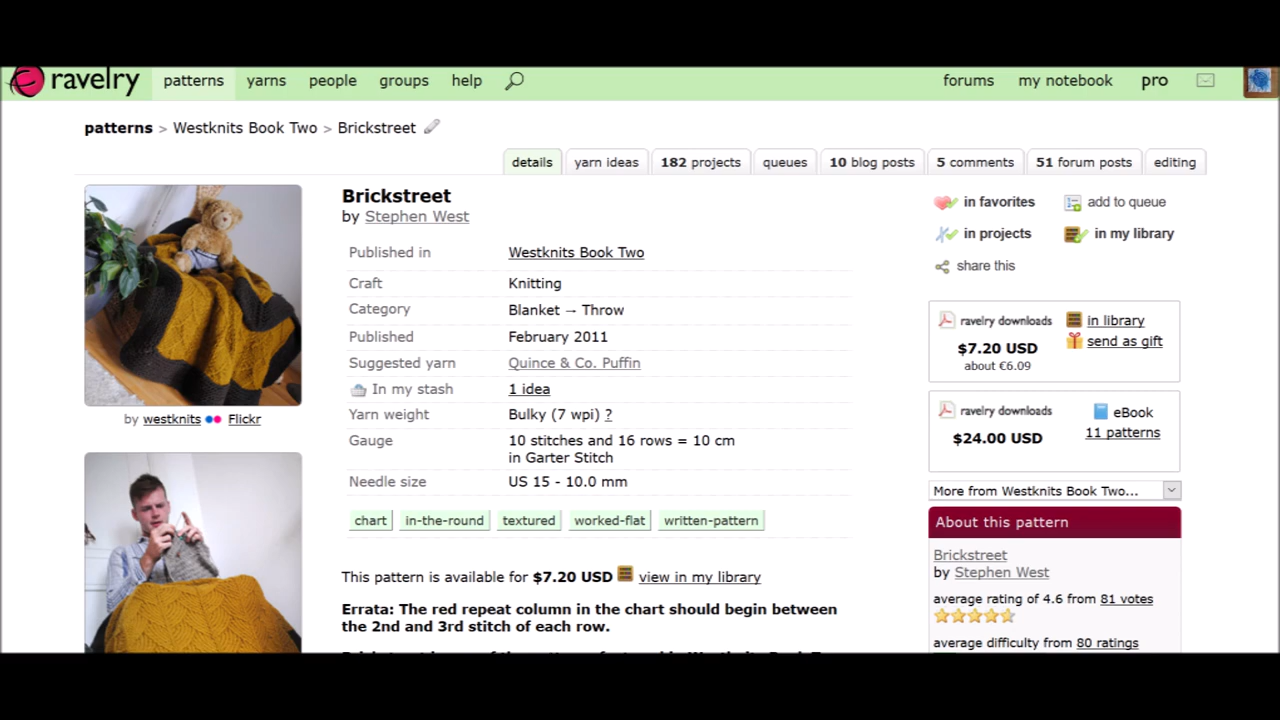 ravelry patterns yarns people groups help forums my notebook pro
patterns > Westknits Book Two > Brickstreet
details yarn ideas 182 projects queues 10 blog posts 5 comments 51 forum posts editing
by westknits Flickr
Brickstreet
by Stephen West
Published in Westknits Book Two
Craft Knitting
Category Blanket → Throw
Published February 2011
Suggested yarn Quince & Co. Puffin
In my stash 1 idea
Yarn weight Bulky (7 wpi) ?
Gauge 10 stitches and 16 rows = 10 cm
in Garter Stitch
Needle size US 15 - 10.0 mm
chart in-the-round textured worked-flat written-pattern
This pattern is available for $7.20 USD view in my library
Errata: The red repeat column in the chart should begin between
the 2nd and 3rd stitch of each row.
in favorites add to queue
in projects in my library
share this
ravelry downloads in library
$7.20 USD send as gift
about €6.09
ravelry downloads eBook
$24.00 USD 11 patterns
More from Westknits Book Two...
About this pattern
Brickstreet
by Stephen West
average rating of 4.6 from 81 votes
average difficulty from 80 ratings